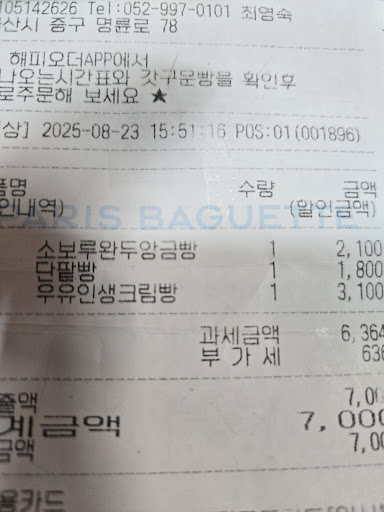 05142626 Tel:052-997-0101 최영숙
산시 중구 명륜로 78
해피오더APP에서
나오는시간표와 갓구운빵을 확인후
로주문해 보세요 ★
상] 2025-08-23 15:51:16 POS:01(001896)
품명 수량 금액
인내역) (할인금액)
PARIS BAGUETTE
소보루완두앙금빵 1 2,100
단팥빵 1 1,800
우유인생크림빵 1 3,100
과세금액 6,364
부 가 세 636
출액 7,00
계금액 7,000
금액 7,00
용카드